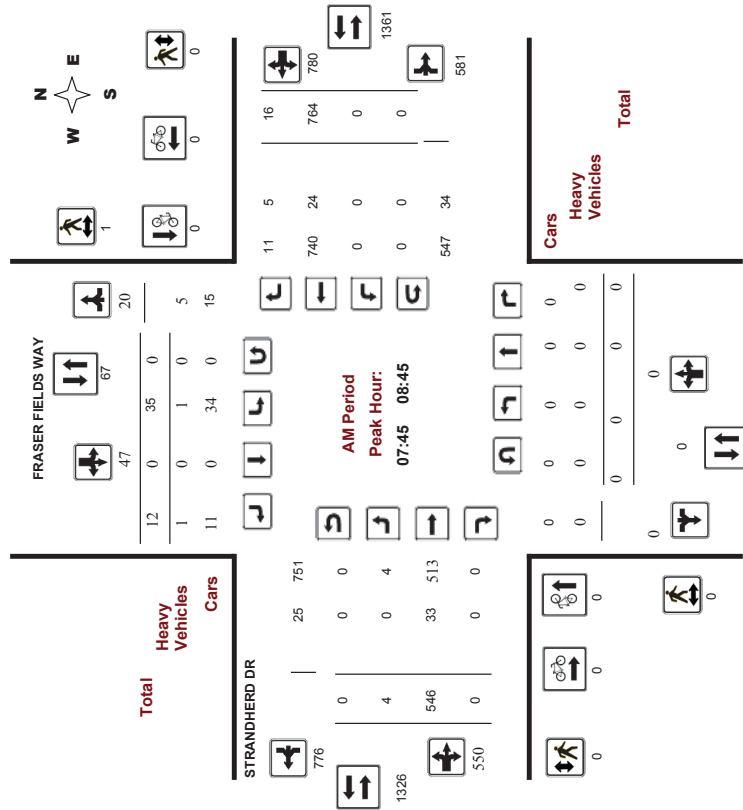 N
W E
S
FRASER FIELDS WAY
67
47
20
12 0 35 0
1 0 1 0 5
11 0 34 0 15
1
0
0
0
0
Total
Heavy
Vehicles
Cars
STRANDHERD DR
776
25 751
0 0 0
4 0 4
546 33 513
0 0 0
1326
550
AM Period
Peak Hour:
07:45 08:45
11 5 16
740 24 764
0 0 0
0 0 0
547 34
780
1361
581
Cars
Heavy
Vehicles
Total
0 0 0 0 0
0 0 0 0 0
0 0 0 0
0
0
0
0
0
0
0